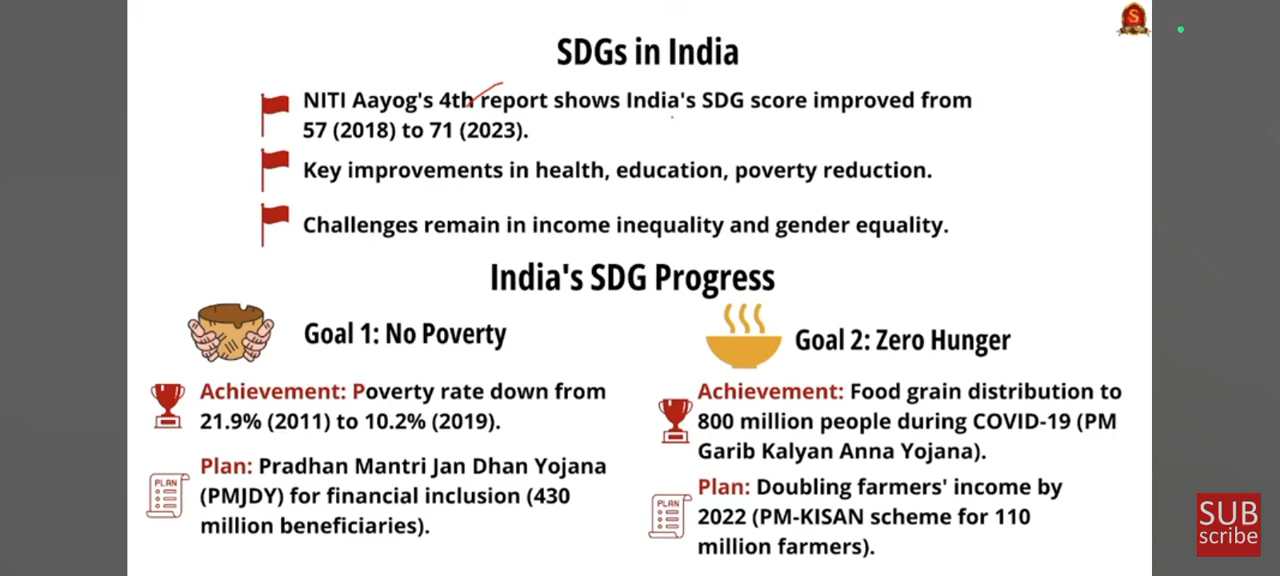 SDGs in India
NITI Aayog's 4th report shows India's SDG score improved from
57 (2018) to 71 (2023).
Key improvements in health, education, poverty reduction.
Challenges remain in income inequality and gender equality.
India's SDG Progress
Goal 1: No Poverty
Achievement: Poverty rate down from
21.9% (2011) to 10.2% (2019).
PLAN
Plan: Pradhan Mantri Jan Dhan Yojana
(PMJDY) for financial inclusion (430
million beneficiaries).
Goal 2: Zero Hunger
Achievement: Food grain distribution to
800 million people during COVID-19 (PM
Garib Kalyan Anna Yojana).
PLAN
Plan: Doubling farmers' income by
2022 (PM-KISAN scheme for 110
million farmers).
S
SUB
scribe